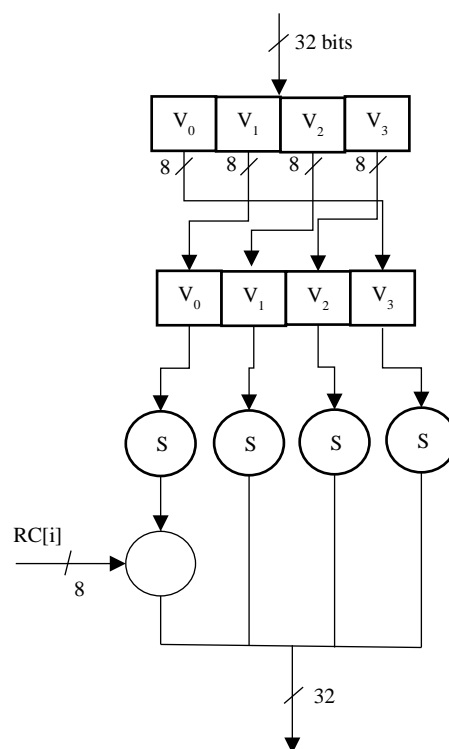 32 bits
V0 V1 V2 V3
8 8 8 8
V0 V1 V2 V3
S S S S
RC[i]
8
32